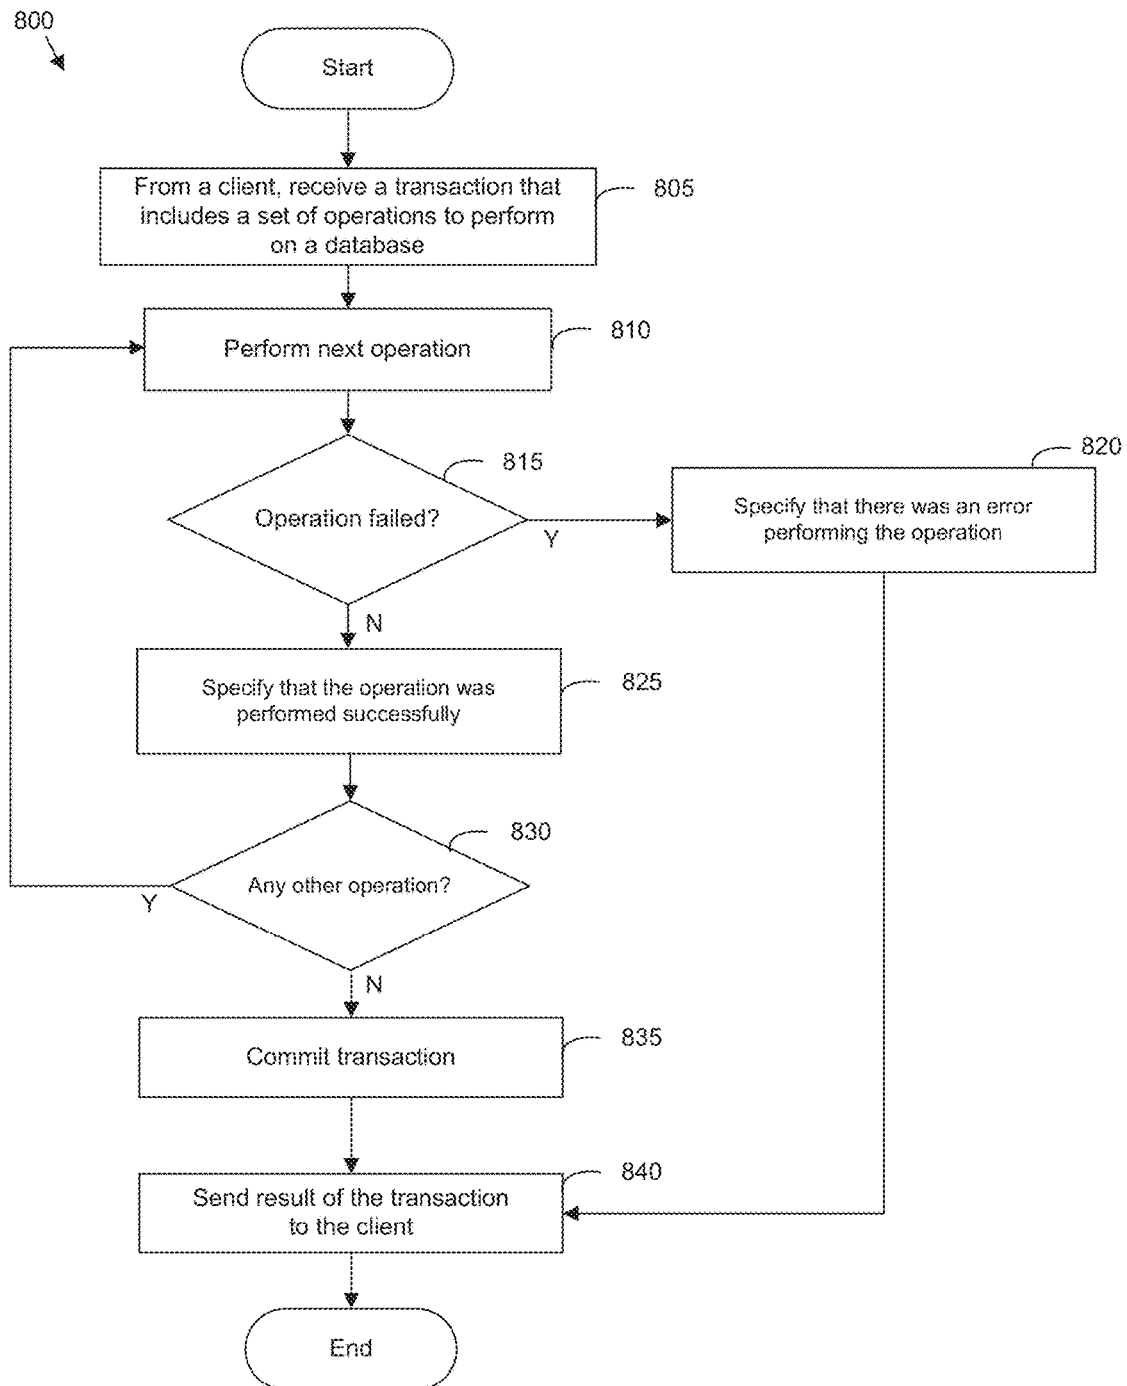 800
Start
From a client, receive a transaction that
includes a set of operations to perform
on a database
805
Perform next operation
810
Operation failed?
815
Y
820
Specify that there was an error
performing the operation
N
Specify that the operation was
performed successfully
825
Any other operation?
830
Y
N
Commit transaction
835
Send result of the transaction
to the client
840
End